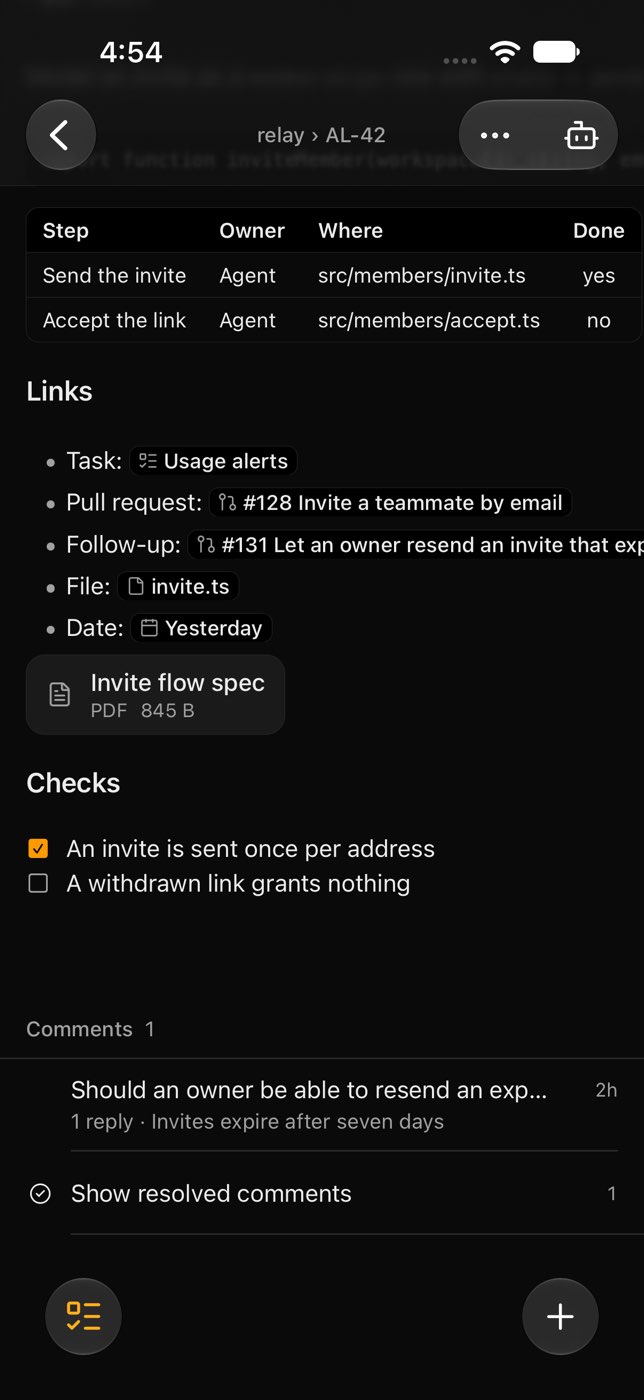 4:54
relay › AL-42
Step Owner Where Done
Send the invite Agent src/members/invite.ts yes
Accept the link Agent src/members/accept.ts no
Links
Task: Usage alerts
Pull request: #128 Invite a teammate by email
Follow-up: #131 Let an owner resend an invite that
File: invite.ts
Date: Yesterday
Invite flow spec
PDF 845 B
Checks
An invite is sent once per address
A withdrawn link grants nothing
Comments 1
Should an owner be able to resend an exp... 2h
1 reply · Invites expire after seven days
Show resolved comments 1